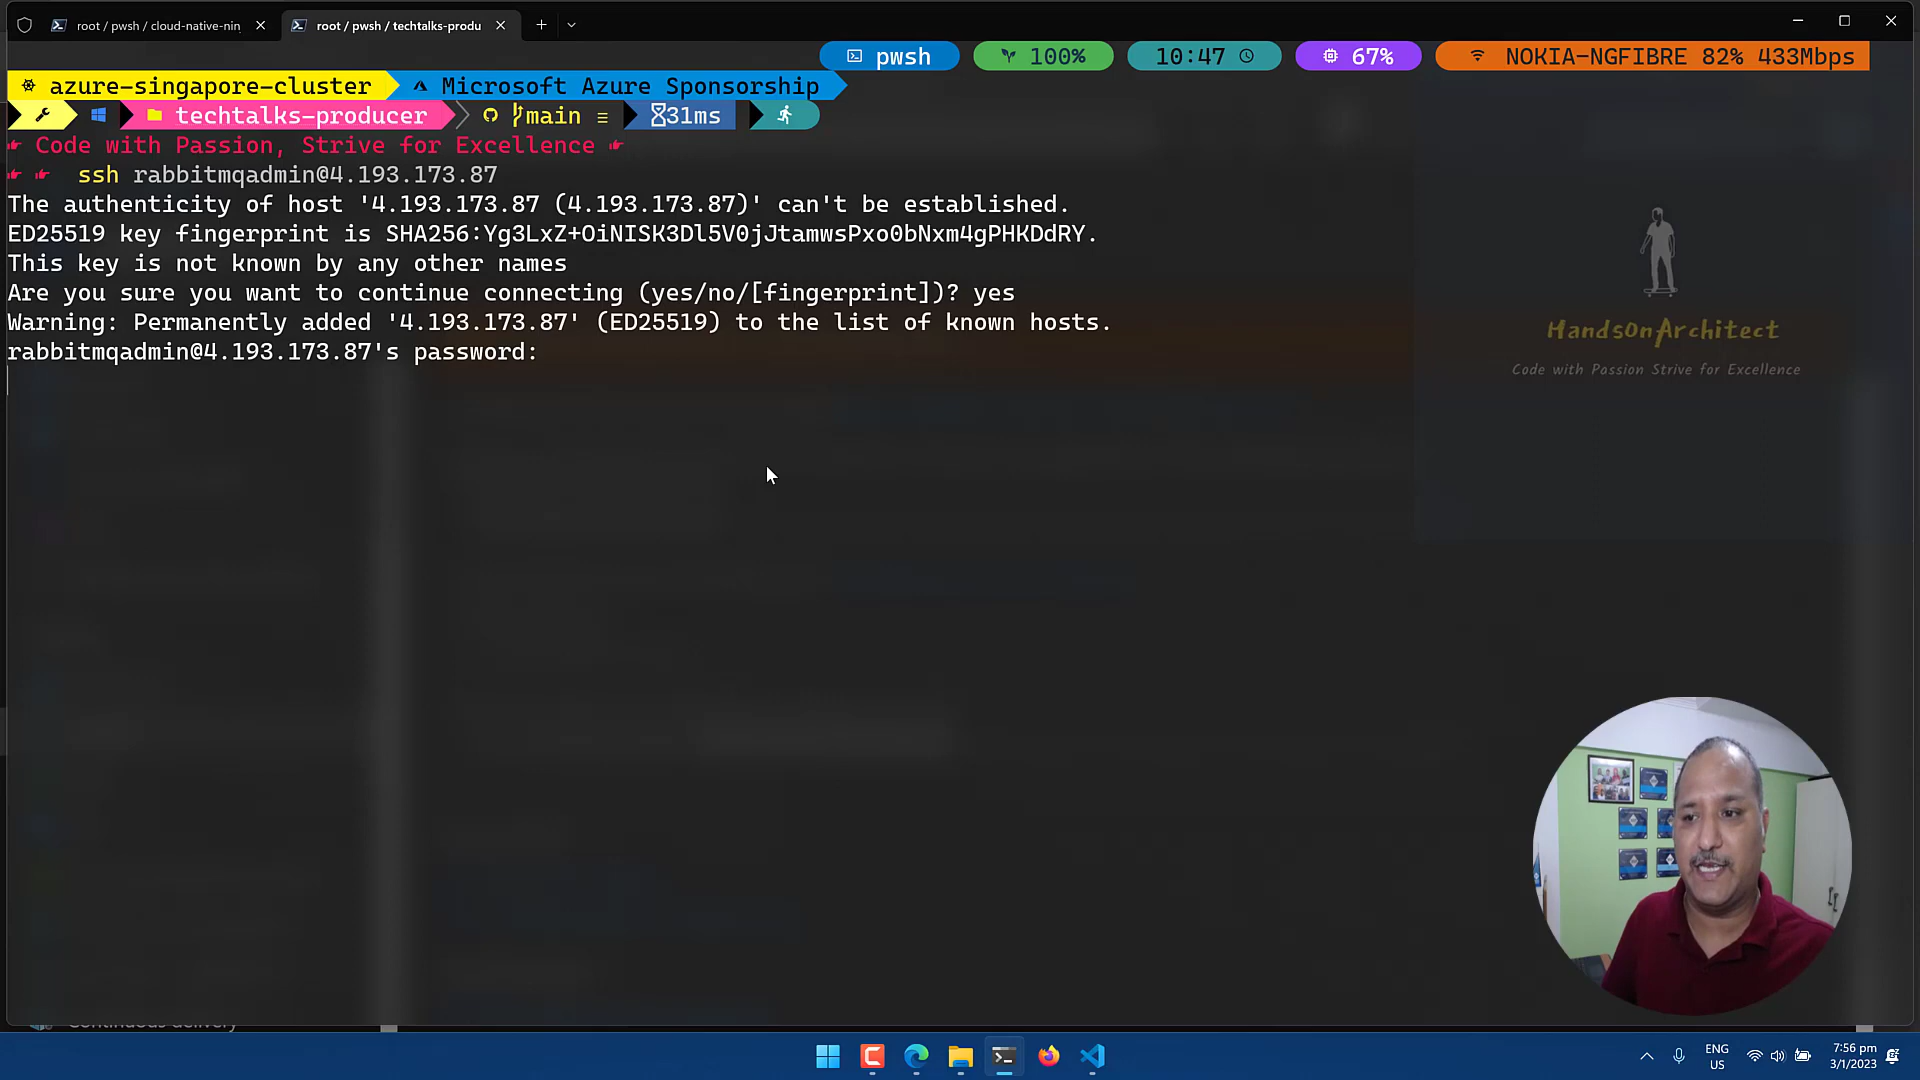 root / pwsh / cloud-native-nin
root / pwsh / techtalks-produ
pwsh 100% 10:47 67% NOKIA-NGFIBRE 82% 433Mbps
azure-singapore-cluster Microsoft Azure Sponsorship
techtalks-producer main ≡ 31ms
Code with Passion, Strive for Excellence
ssh rabbitmqadmin@4.193.173.87
The authenticity of host '4.193.173.87 (4.193.173.87)' can't be established.
ED25519 key fingerprint is SHA256:Yg3LxZ+OiNISK3Dl5V0jJtamwsPxo0bNxm4gPHKDdRY.
This key is not known by any other names
Are you sure you want to continue connecting (yes/no/[fingerprint])? yes
Warning: Permanently added '4.193.173.87' (ED25519) to the list of known hosts.
rabbitmqadmin@4.193.173.87's password:
HandsOnArchitect
Code with Passion Strive for Excellence
Continuous delivery
ENG
US
7:56 pm
3/1/2023